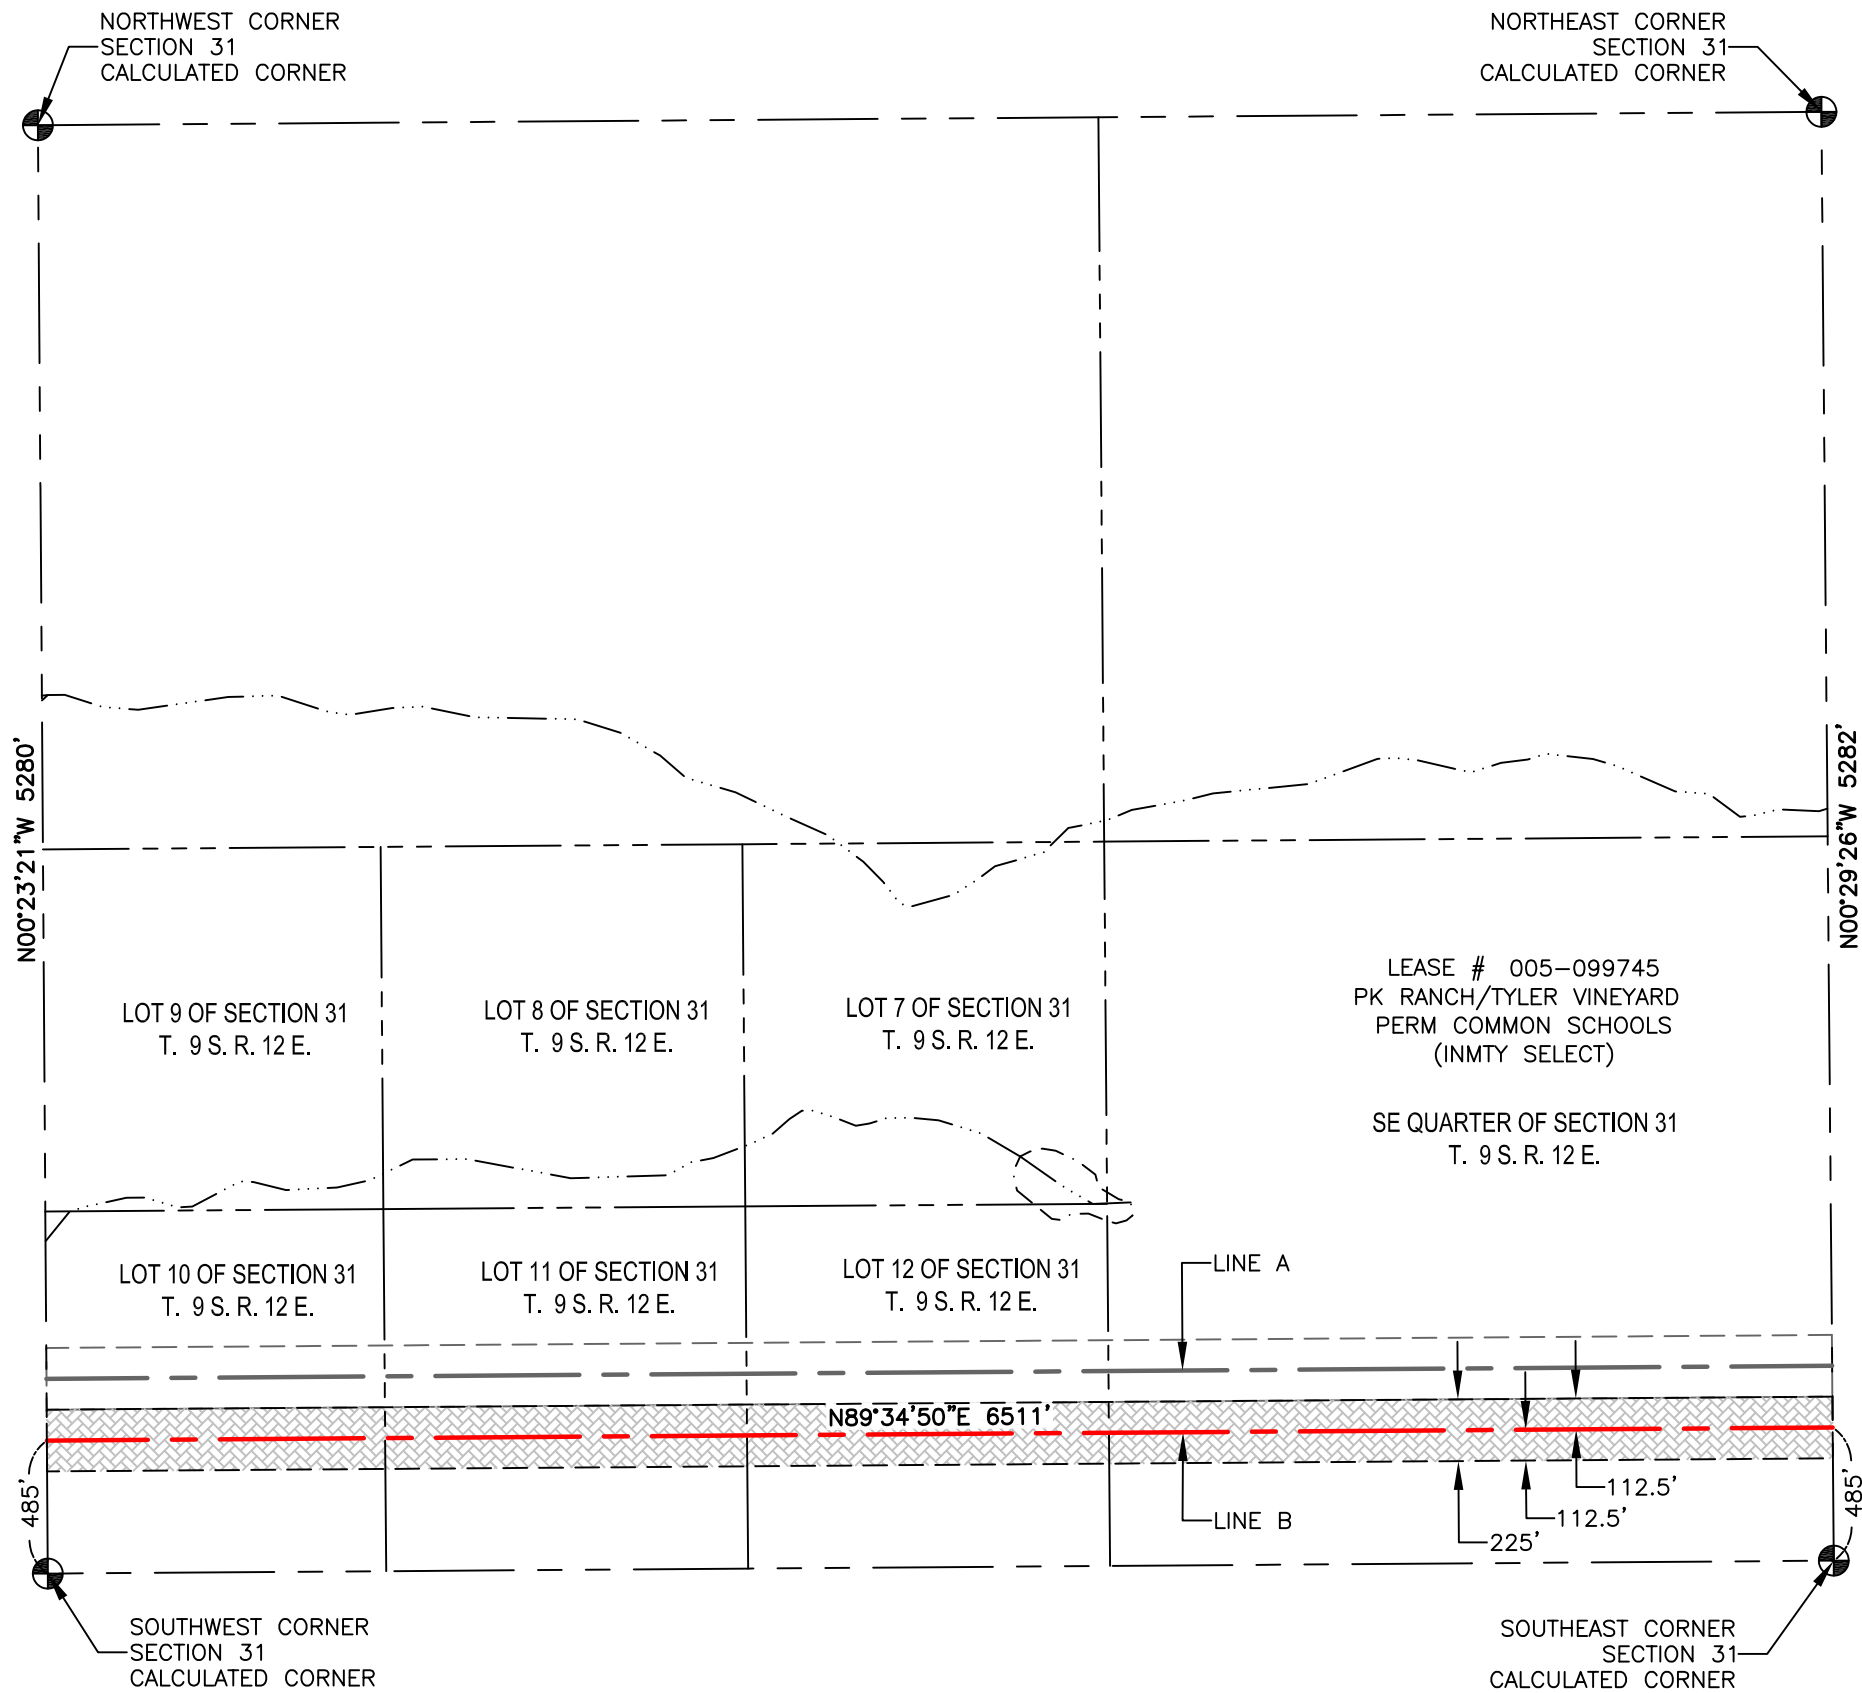 NORTHWEST CORNER
SECTION 31
CALCULATED CORNER
NORTHEAST CORNER
SECTION 31
CALCULATED CORNER
N00°23'21"W 5280'
N00°29'26"W 5282'
LOT 9 OF SECTION 31
T. 9 S. R. 12 E.
LOT 8 OF SECTION 31
T. 9 S. R. 12 E.
LOT 7 OF SECTION 31
T. 9 S. R. 12 E.
LEASE # 005-099745
PK RANCH/TYLER VINEYARD
PERM COMMON SCHOOLS
(INMTY SELECT)
SE QUARTER OF SECTION 31
T. 9 S. R. 12 E.
LOT 10 OF SECTION 31
T. 9 S. R. 12 E.
LOT 11 OF SECTION 31
T. 9 S. R. 12 E.
LOT 12 OF SECTION 31
T. 9 S. R. 12 E.
LINE A
N89°34'50"E 6511'
485'
LINE B
112.5'
112.5'
225'
485'
SOUTHWEST CORNER
SECTION 31
CALCULATED CORNER
SOUTHEAST CORNER
SECTION 31
CALCULATED CORNER